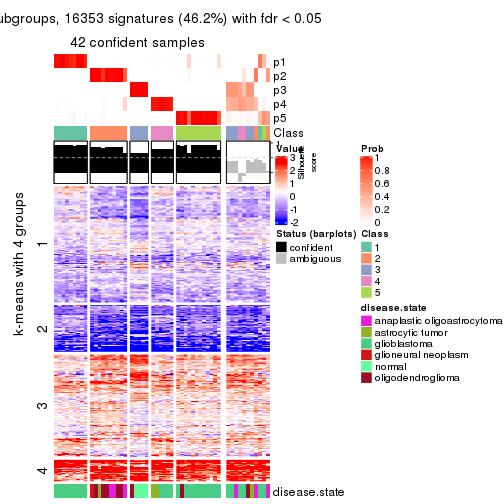 ubgroups, 16353 signatures (46.2%) with fdr < 0.05
42 confident samples
p1
p2
p3
p4
p5
Class
Silhouette
score
1
k-means with 4 groups
1
2
3
4
disease.state
Value
3
2
1
0
-1
-2
Status (barplots)
confident
ambiguous
Prob
1
0.8
0.6
0.4
0.2
0
Class
1
2
3
4
5
disease.state
anaplastic oligoastrocytoma
astrocytic tumor
glioblastoma
glioneural neoplasm
normal
oligodendroglioma